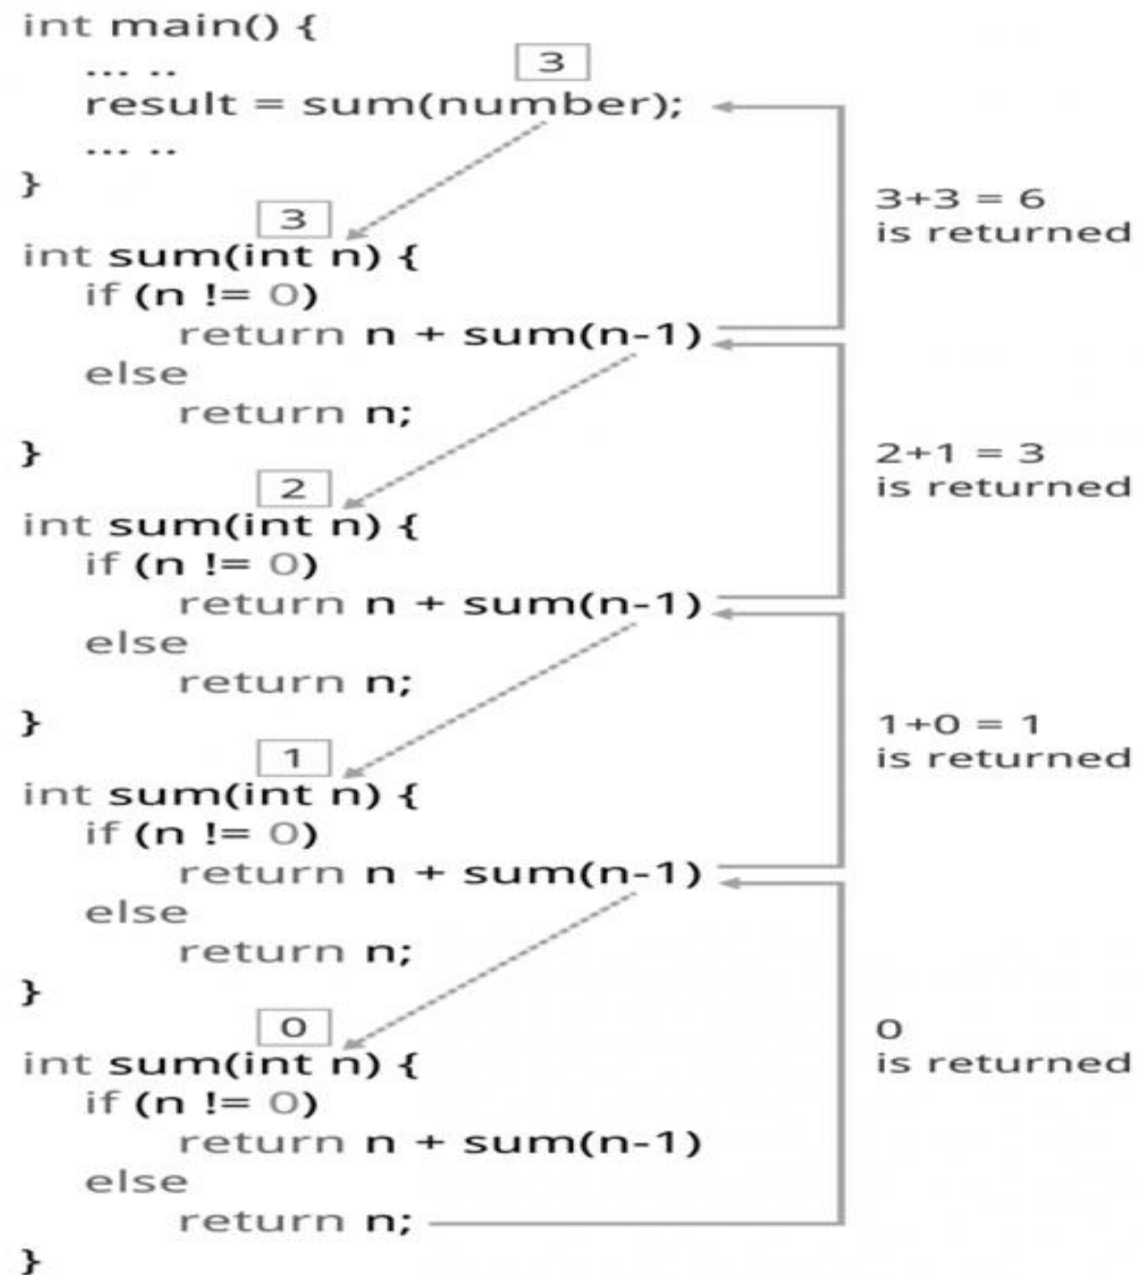 int main() {
... ..
3
result = sum(number);
... ..
}
3+3 = 6
is returned
3
int sum(int n) {
if (n != 0)
return n + sum(n-1)
else
return n;
}
2+1 = 3
is returned
2
int sum(int n) {
if (n != 0)
return n + sum(n-1)
else
return n;
}
1+0 = 1
is returned
1
int sum(int n) {
if (n != 0)
return n + sum(n-1)
else
return n;
}
0
is returned
0
int sum(int n) {
if (n != 0)
return n + sum(n-1)
else
return n;
}